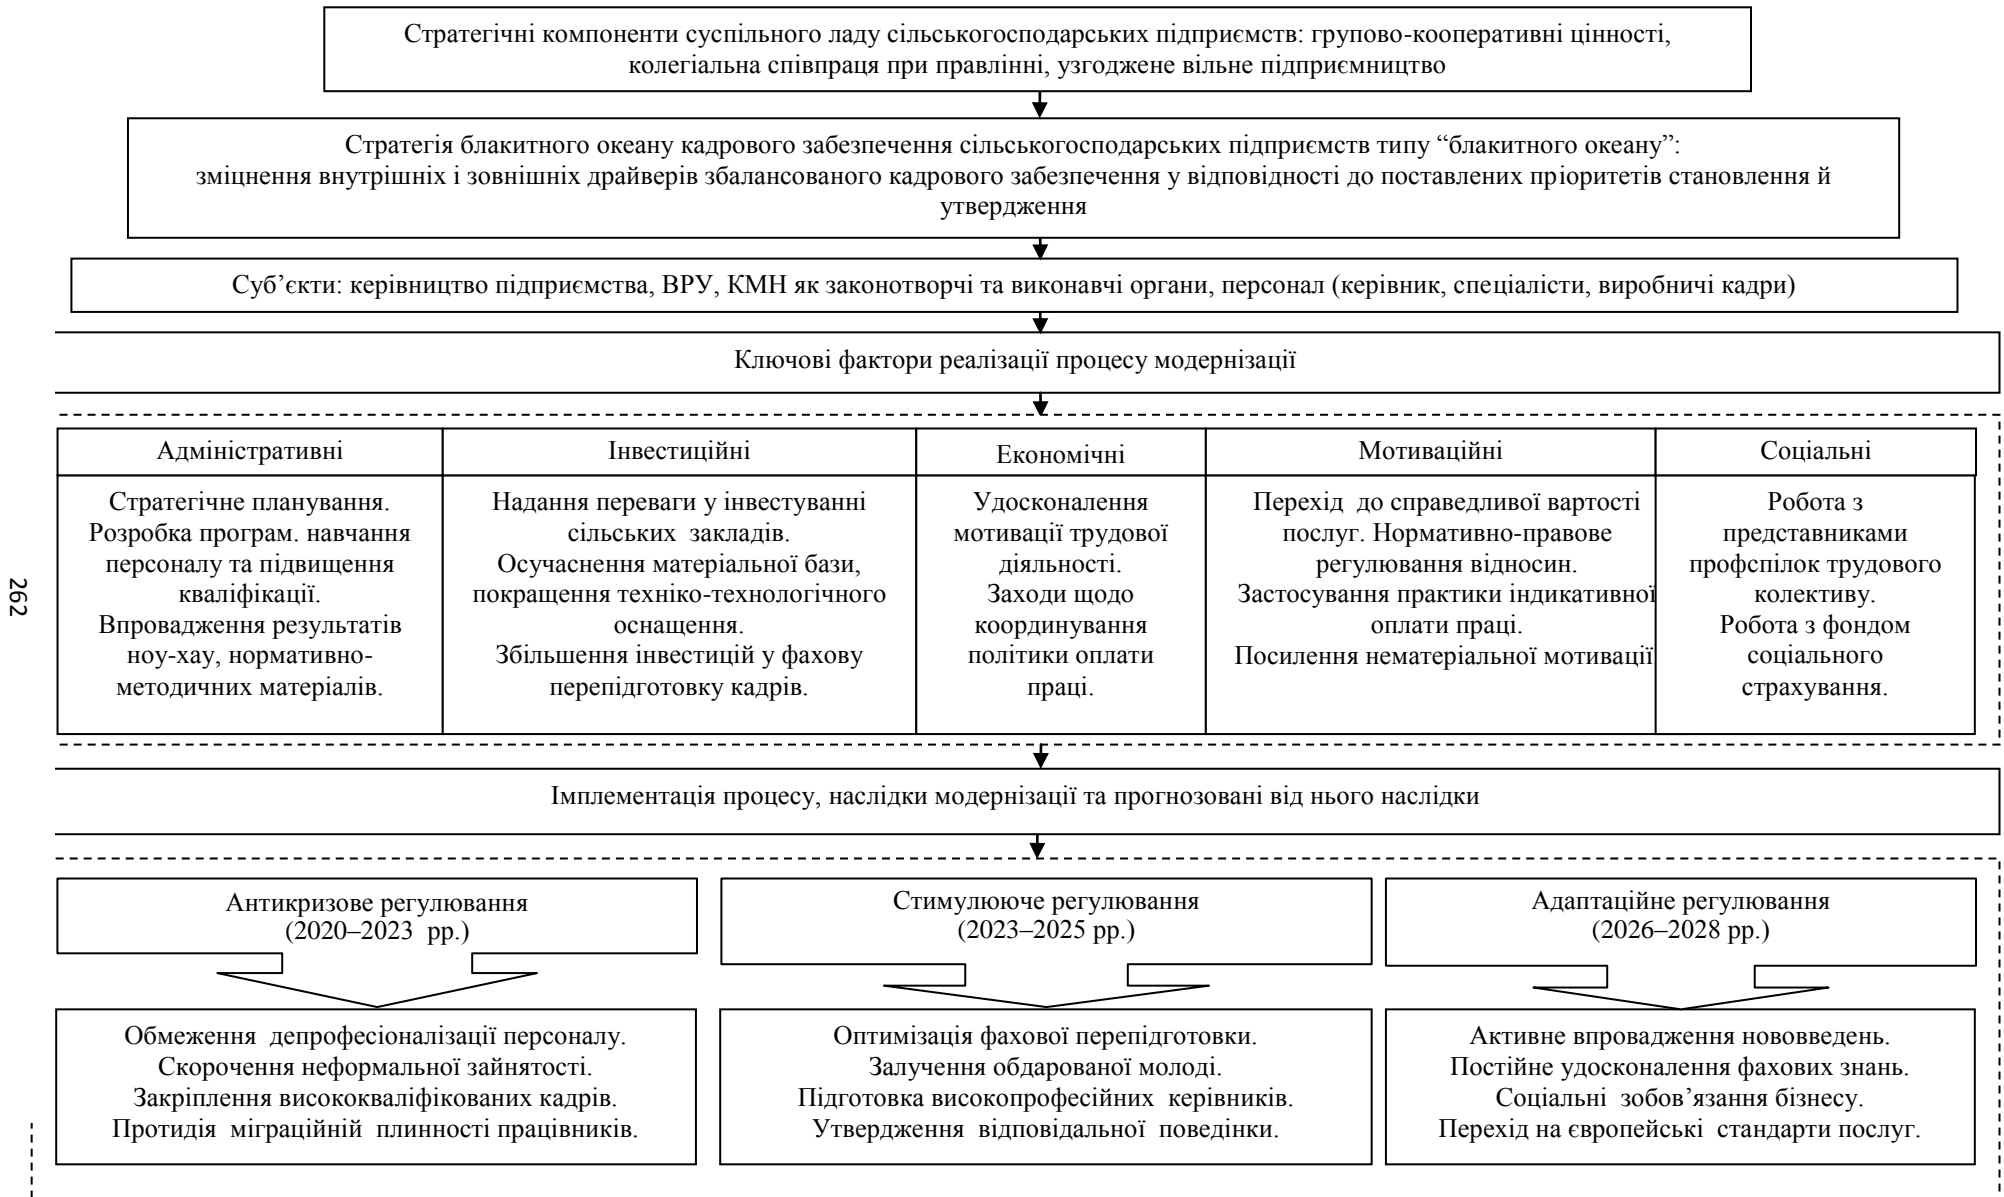 Стратегічні компоненти суспільного ладу сільськогосподарських підприємств: групово-кооперативні цінності,
колегіальна співпраця при правлінні, узгоджене вільне підприємництво
Стратегія блакитного океану кадрового забезпечення сільськогосподарських підприємств типу “блакитного океану”:
зміцнення внутрішніх і зовнішніх драйверів збалансованого кадрового забезпечення у відповідності до поставлених пріоритетів становлення й
утвердження
Суб’єкти: керівництво підприємства, ВРУ, КМН як законотворчі та виконавчі органи, персонал (керівник, спеціалісти, виробничі кадри)
Ключові фактори реалізації процесу модернізації
Адміністративні
Стратегічне планування.
Розробка програм. навчання
персоналу та підвищення
кваліфікації.
Впровадження результатів
ноу-хау, нормативно-
методичних матеріалів.
Інвестиційні
Надання переваги у інвестуванні
сільських закладів.
Осучаснення матеріальної бази,
покращення техніко-технологічного
оснащення.
Збільшення інвестицій у фахову
перепідготовку кадрів.
Економічні
Удосконалення
мотивації трудової
діяльності.
Заходи щодо
координування
політики оплати
праці.
Мотиваційні
Перехід до справедливої вартості
послуг. Нормативно-правове
регулювання відносин.
Застосування практики індикативної
оплати праці.
Посилення нематеріальної мотивації
Соціальні
Робота з
представниками
профспілок трудового
колективу.
Робота з фондом
соціального
страхування.
262
Імплементація процесу, наслідки модернізації та прогнозовані від нього наслідки
Антикризове регулювання
(2020–2023 рр.)
Обмеження депрофесіоналізації персоналу.
Скорочення неформальної зайнятості.
Закріплення висококваліфікованих кадрів.
Протидія міграційній плинності працівників.
Стимулююче регулювання
(2023–2025 рр.)
Оптимізація фахової перепідготовки.
Залучення обдарованої молоді.
Підготовка високопрофесійних керівників.
Утвердження відповідальної поведінки.
Адаптаційне регулювання
(2026–2028 рр.)
Активне впровадження нововведень.
Постійне удосконалення фахових знань.
Соціальні зобов’язання бізнесу.
Перехід на європейські стандарти послуг.